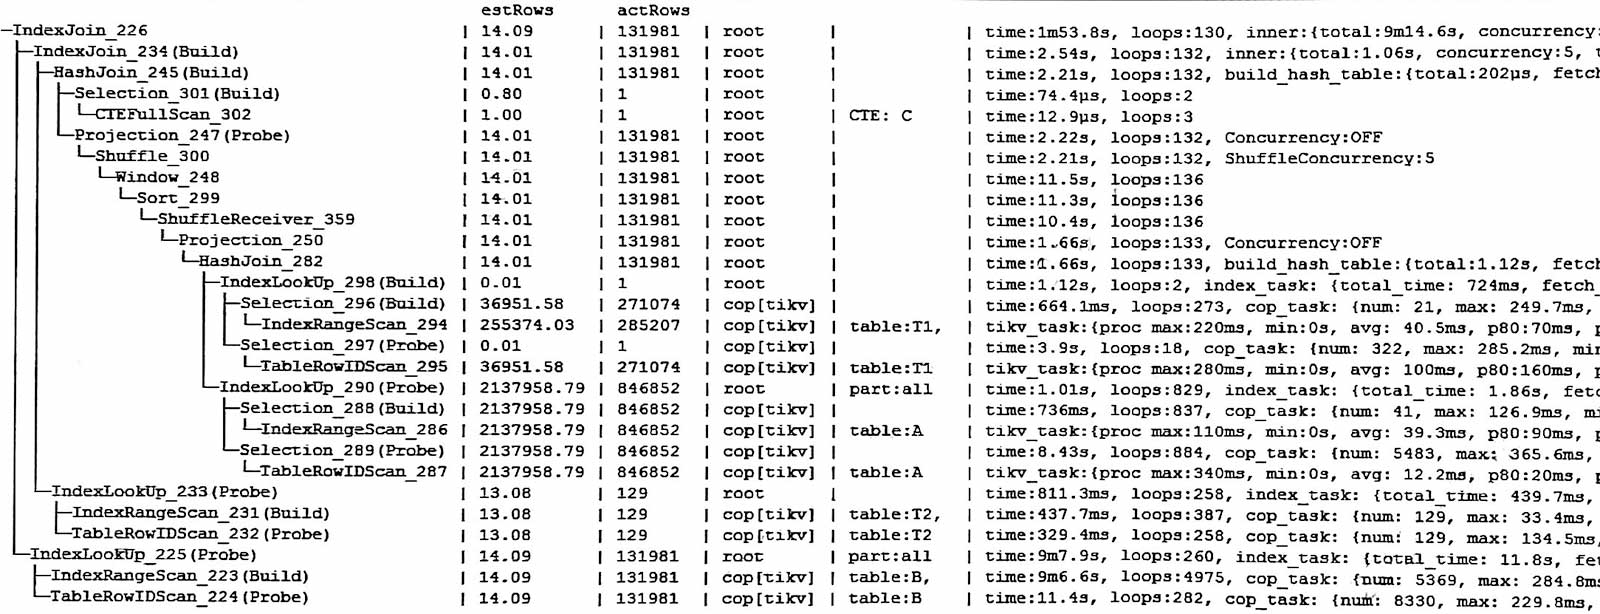 estRows actRows
IndexJoin_226 | 14.09 | 131981 | root | | time:1m53.8s, loops:130, inner:{total:9m14.6s, concurrency:
IndexJoin_234(Build) | 14.01 | 131981 | root | | time:2.54s, loops:132, inner:{total:1.06s, concurrency:5, t
HashJoin_245(Build) | 14.01 | 131981 | root | | time:2.21s, loops:132, build_hash_table:{total:202µs, fetch
Selection_301(Build) | 0.80 | 1 | root | | time:74.4µs, loops:2
CTEFullScan_302 | 1.00 | 1 | root | CTE: C | time:12.9µs, loops:3
Projection_247(Probe) | 14.01 | 131981 | root | | time:2.22s, loops:132, Concurrency:OFF
Shuffle_300 | 14.01 | 131981 | root | | time:2.21s, loops:132, ShuffleConcurrency:5
Window_248 | 14.01 | 131981 | root | | time:11.5s, loops:136
Sort_299 | 14.01 | 131981 | root | | time:11.3s, loops:136
ShuffleReceiver_359 | 14.01 | 131981 | root | | time:10.4s, loops:136
Projection_250 | 14.01 | 131981 | root | | time:1.66s, loops:133, Concurrency:OFF
HashJoin_282 | 14.01 | 131981 | root | | time:1.66s, loops:133, build_hash_table:{total:1.12s, fetch
IndexLookUp_298(Build) | 0.01 | 1 | root | | time:1.12s, loops:2, index_task: {total_time: 724ms, fetch_
Selection_296(Build) | 36951.58 | 271074 | cop[tikv] | | time:664.1ms, loops:273, cop_task: {num: 21, max: 249.7ms,
IndexRangeScan_294 | 255374.03 | 285207 | cop[tikv] | table:T1, | tikv_task:{proc max:220ms, min:0s, avg: 40.5ms, p80:70ms, p
Selection_297(Probe) | 0.01 | 1 | cop[tikv] | | time:3.9s, loops:18, cop_task: {num: 322, max: 285.2ms, min
TableRowIDScan_295 | 36951.58 | 271074 | cop[tikv] | table:T1 | tikv_task:{proc max:280ms, min:0s, avg: 100ms, p80:160ms, p
IndexLookUp_290(Probe) | 2137958.79 | 846852 | root | part:all | time:1.01s, loops:829, index_task: {total_time: 1.86s, fetc
Selection_288(Build) | 2137958.79 | 846852 | cop[tikv] | | time:736ms, loops:837, cop_task: {num: 41, max: 126.9ms, mi
IndexRangeScan_286 | 2137958.79 | 846852 | cop[tikv] | table:A | tikv_task:{proc max:110ms, min:0s, avg: 39.3ms, p80:90ms, p
Selection_289(Probe) | 2137958.79 | 846852 | cop[tikv] | | time:8.43s, loops:884, cop_task: {num: 5483, max: 365.6ms,
TableRowIDScan_287 | 2137958.79 | 846852 | cop[tikv] | table:A | tikv_task:{proc max:340ms, min:0s, avg: 12.2ms, p80:20ms, p
IndexLookUp_233(Probe) | 13.08 | 129 | root | | time:811.3ms, loops:258, index_task: {total_time: 439.7ms,
IndexRangeScan_231(Build) | 13.08 | 129 | cop[tikv] | table:T2, | time:437.7ms, loops:387, cop_task: {num: 129, max: 33.4ms,
TableRowIDScan_232(Probe) | 13.08 | 129 | cop[tikv] | table:T2 | time:329.4ms, loops:258, cop_task: {num: 129, max: 134.5ms,
IndexLookUp_225(Probe) | 14.09 | 131981 | root | part:all | time:9m7.9s, loops:260, index_task: {total_time: 11.8s, fet
IndexRangeScan_223(Build) | 14.09 | 131981 | cop[tikv] | table:B, | time:9m6.6s, loops:4975, cop_task: {num: 5369, max: 284.8ms
TableRowIDScan_224(Probe) | 14.09 | 131981 | cop[tikv] | table:B | time:11.4s, loops:282, cop_task: {num: 8330, max: 229.8ms,